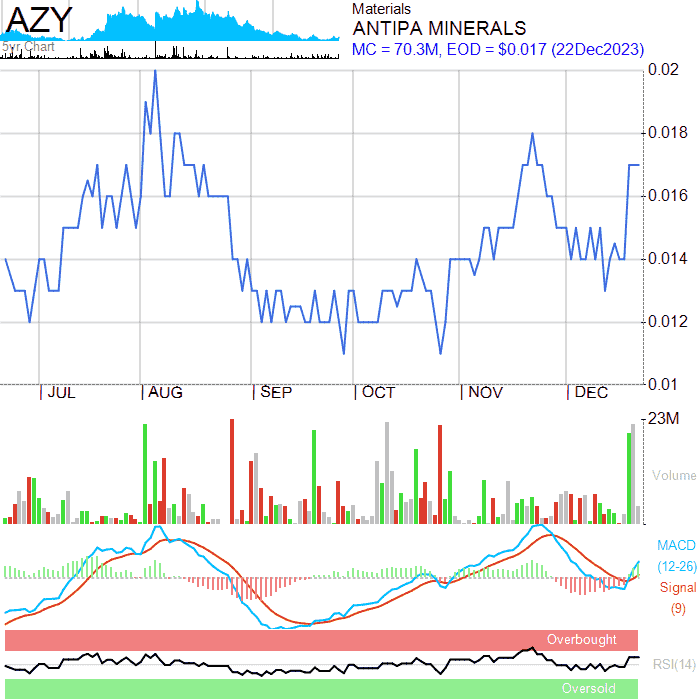 AZY
5yr Chart
Materials
ANTIPA MINERALS
MC = 70.3M, EOD = $0.017 (22Dec2023)
0.02
0.018
0.016
0.014
0.012
0.01
JUL AUG SEP OCT NOV DEC
23M
Volume
MACD
(12-26)
Signal
(9)
Overbought
RSI(14)
Oversold